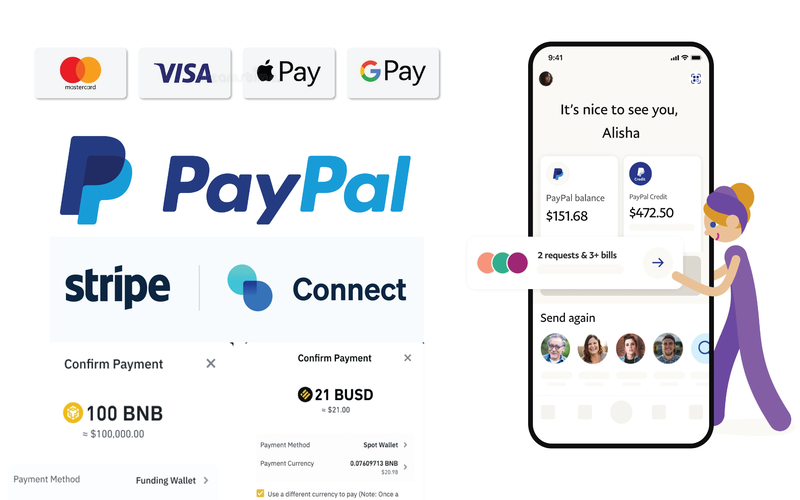 mastercard
VISA
Pay
G Pay
PayPal
stripe
Connect
Confirm Payment
100 BNB
≈ $100,000.00
Payment Method
Funding Wallet
Confirm Payment
21 BUSD
≈ $21.00
Payment Method
Spot Wallet
Payment Currency
0.07609713 BNB
$20.98
Use a different currency to pay (Note: Once a
9:41
It's nice to see you,
Alisha
Credit
PayPal balance
$151.68
PayPal Credit
$472.50
2 requests & 3+ bills
Send again